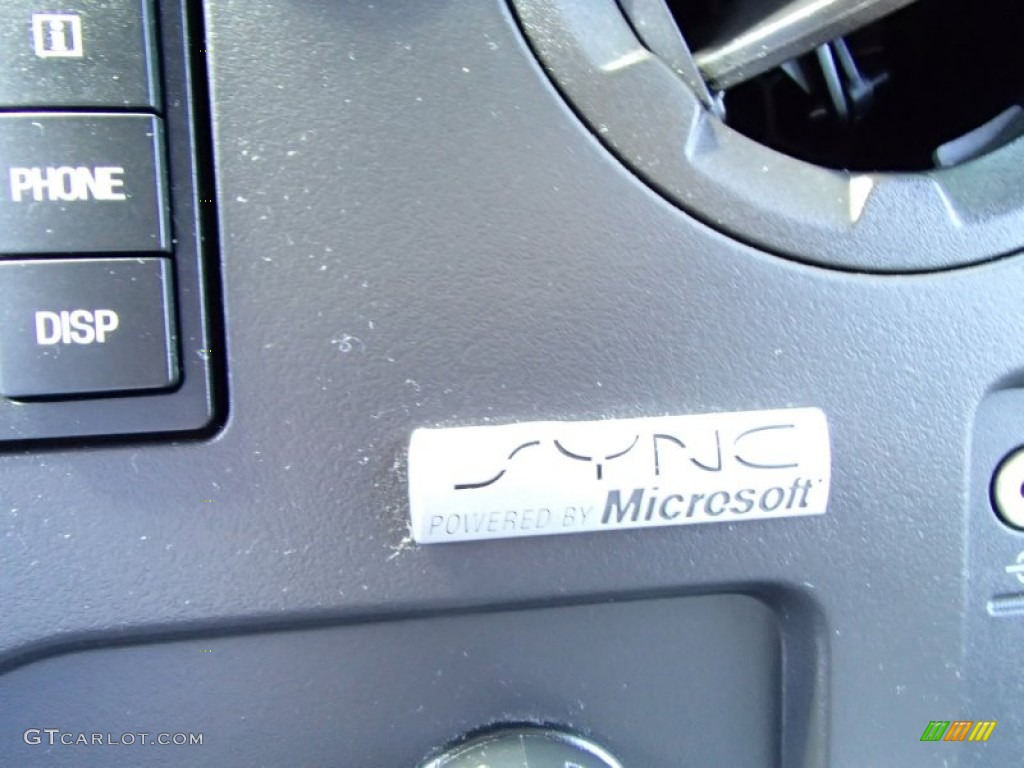 i
PHONE
DISP
SYNC
POWERED BY Microsoft
GTCARLOT.COM